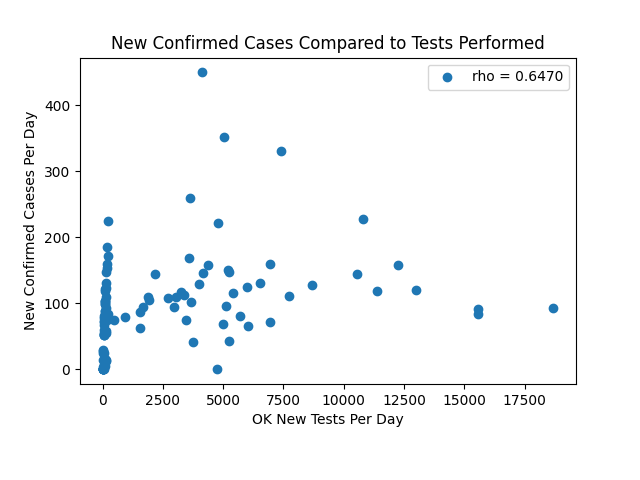 New Confirmed Cases Compared to Tests Performed
rho = 0.6470
New Confirmed Caeses Per Day
400
300
200
100
0
0 2500 5000 7500 10000 12500 15000 17500
OK New Tests Per Day